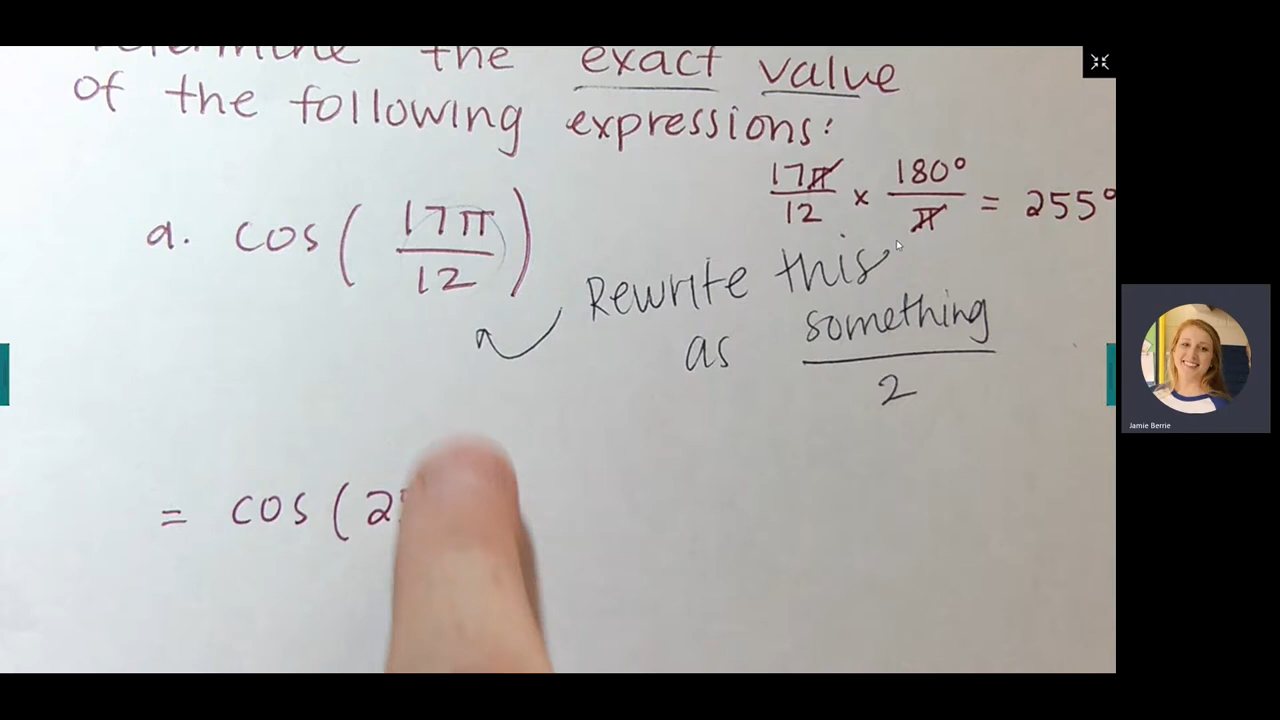 the exact value
of the following expressions:
17π/12 × 180°/π = 255°
a. cos(17π/12)
Rewrite this
as something/2
= cos(2
Jamie Berrie